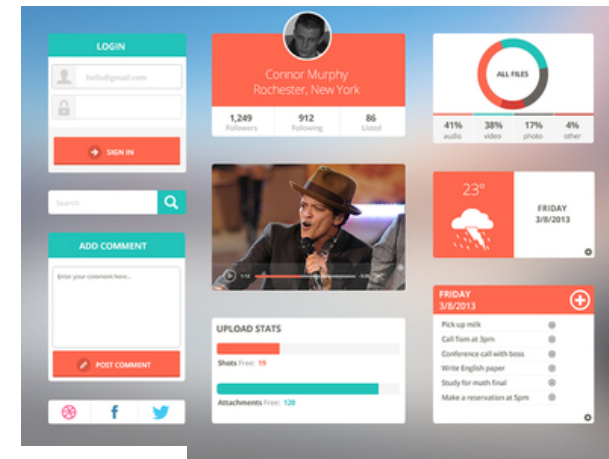 LOGIN
hello@gmail.com
SIGN IN
Search
ADD COMMENT
Enter your comment here...
POST COMMENT
f
Connor Murphy
Rochester, New York
1,249 912 86
Followers Following Listed
1:12
UPLOAD STATS
Shots Free: 19
Attachments Free: 120
ALL FILES
41% 38% 17% 4%
audio video photo other
23°
FRIDAY
3/8/2013
FRIDAY
3/8/2013
Pick up milk
Call Tom at 3pm
Conference call with boss
Write English paper
Study for math final
Make a reservation at 5pm